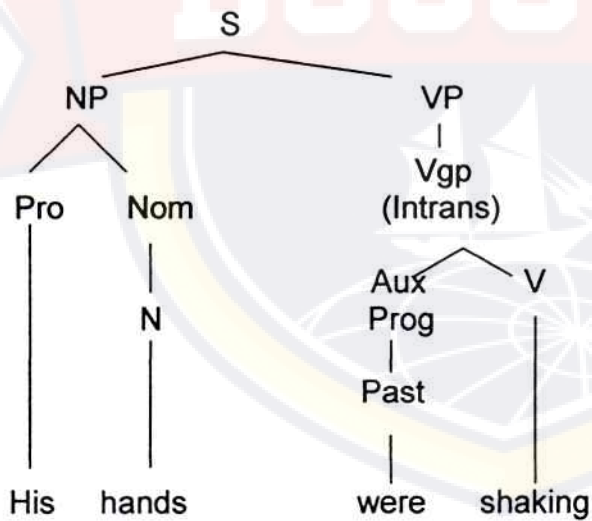 S
NP VP
Vgp
Pro Nom (Intrans)
Aux V
N Prog
Past
His hands were shaking